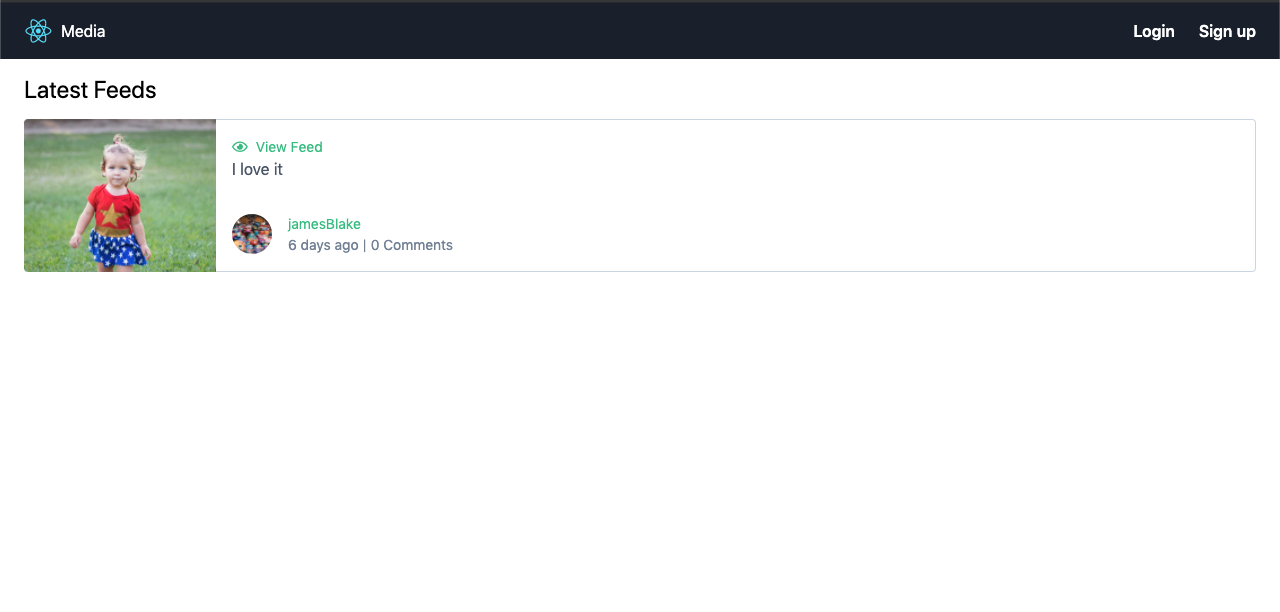 Media
Login Sign up
Latest Feeds
View Feed
I love it
jamesBlake
6 days ago | 0 Comments